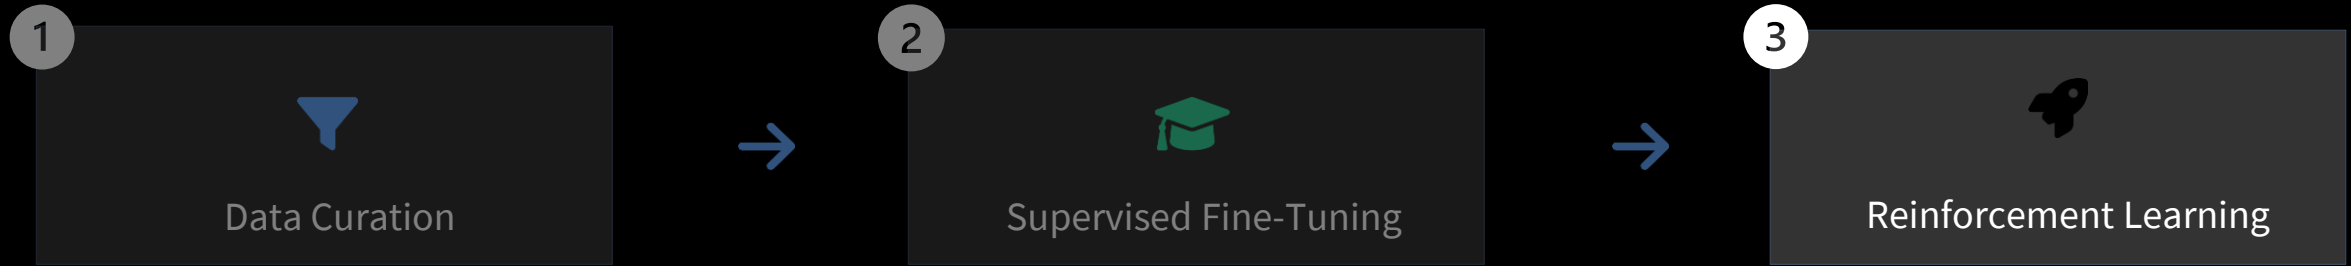 1
Data Curation
2
Supervised Fine-Tuning
3
Reinforcement Learning